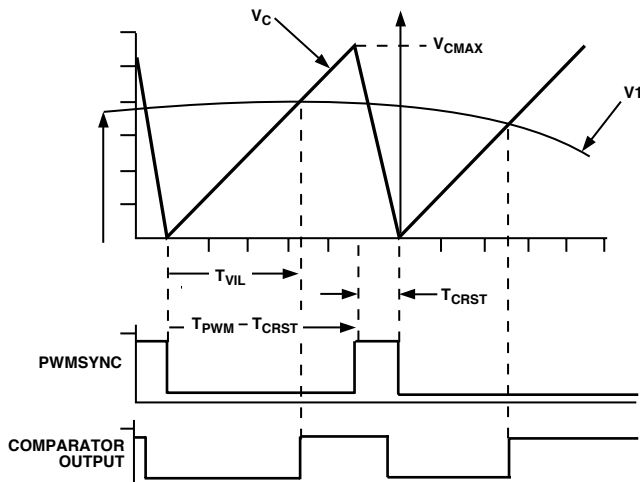 VC
VCMAX
V1
TVIL
TCRST
TPWM – TCRST
PWMSYNC
COMPARATOR
OUTPUT